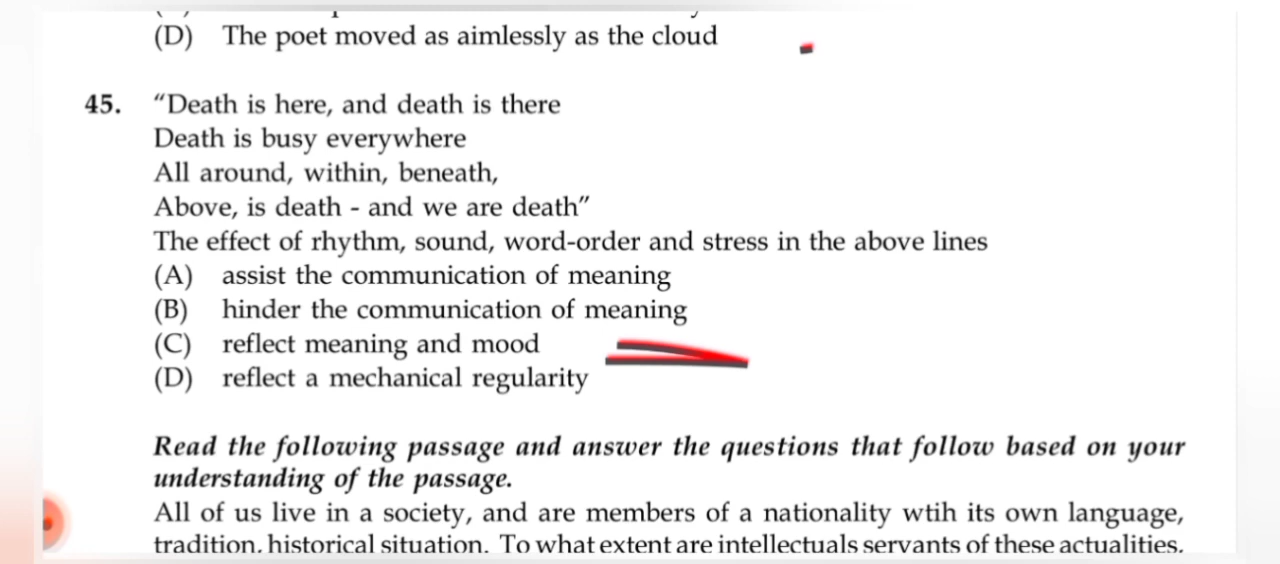 (D) The poet moved as aimlessly as the cloud
45. “Death is here, and death is there
Death is busy everywhere
All around, within, beneath,
Above, is death - and we are death”
The effect of rhythm, sound, word-order and stress in the above lines
(A) assist the communication of meaning
(B) hinder the communication of meaning
(C) reflect meaning and mood
(D) reflect a mechanical regularity
Read the following passage and answer the questions that follow based on your
understanding of the passage.
All of us live in a society, and are members of a nationality wtih its own language,
tradition, historical situation. To what extent are intellectuals servants of these actualities,